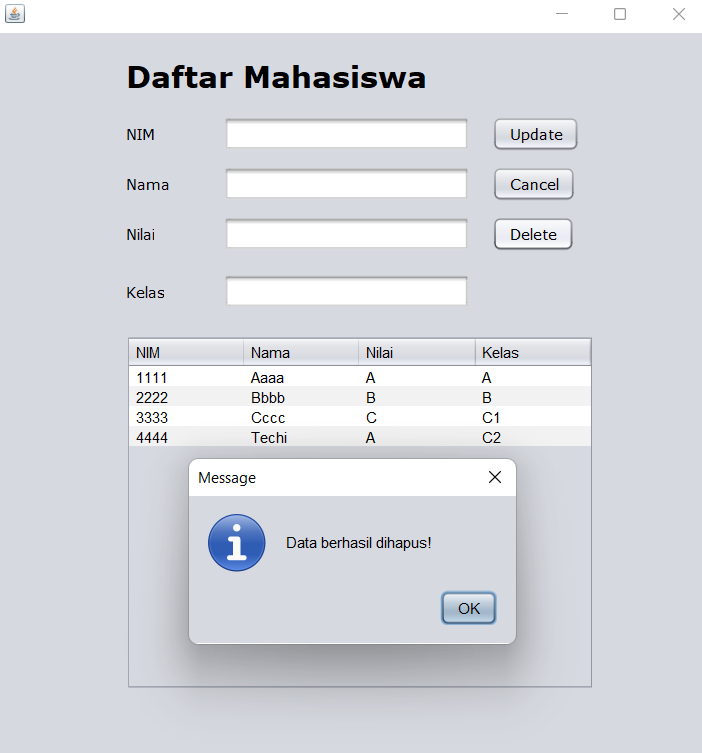 Daftar Mahasiswa
NIM
Update
Nama
Cancel
Nilai
Delete
Kelas
NIM Nama Nilai Kelas
1111 Aaaa A A
2222 Bbbb B B
3333 Cccc C C1
4444 Techi A C2
Message
Data berhasil dihapus!
OK